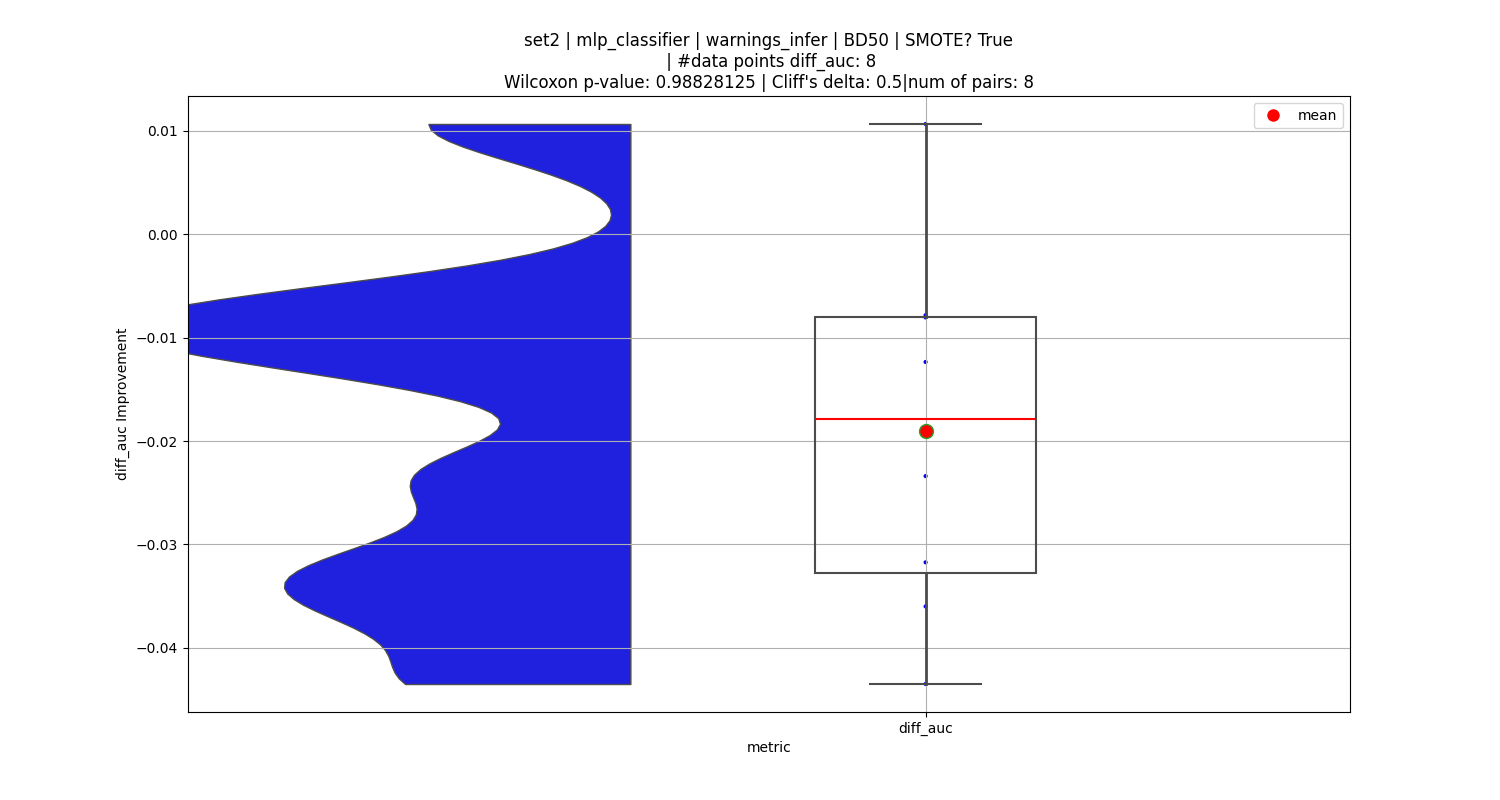 set2 | mlp_classifier | warnings_infer | BD50 | SMOTE? True
| #data points diff_auc: 8
Wilcoxon p-value: 0.98828125 | Cliff's delta: 0.5|num of pairs: 8
mean
0.01
0.00
−0.01
−0.02
−0.03
−0.04
diff_auc Improvement
diff_auc
metric